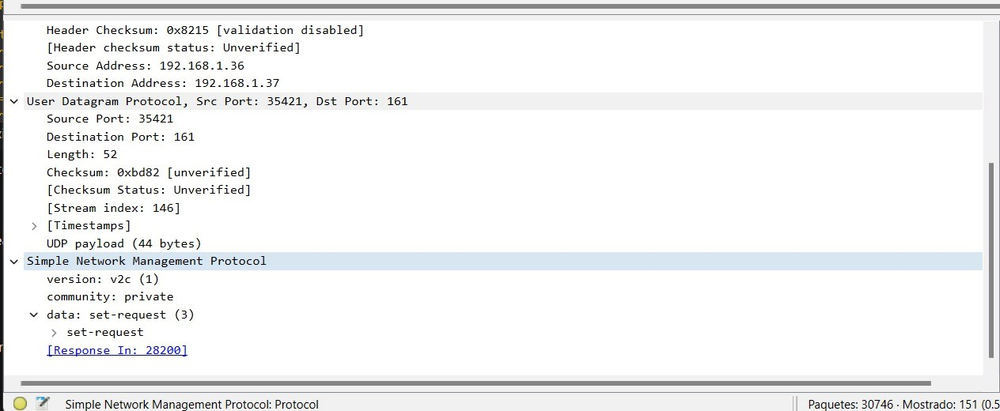 Header Checksum: 0x8215 [validation disabled]
[Header checksum status: Unverified]
Source Address: 192.168.1.36
Destination Address: 192.168.1.37
User Datagram Protocol, Src Port: 35421, Dst Port: 161
Source Port: 35421
Destination Port: 161
Length: 52
Checksum: 0xbd82 [unverified]
[Checksum Status: Unverified]
[Stream index: 146]
[Timestamps]
UDP payload (44 bytes)
Simple Network Management Protocol
version: v2c (1)
community: private
data: set-request (3)
set-request
[Response In: 28200]
Simple Network Management Protocol: Protocol
Paquetes: 30746 · Mostrado: 151 (0.5